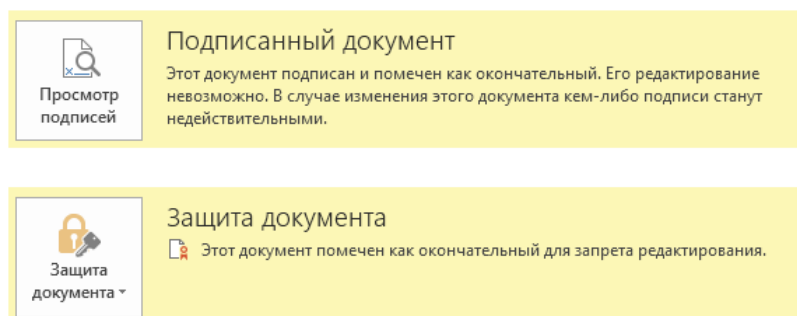 Подписанный документ
Этот документ подписан и помечен как окончательный. Его редактирование
невозможно. В случае изменения этого документа кем-либо подписи станут
недействительными.
Просмотр
подписей
Защита документа
Этот документ помечен как окончательный для запрета редактирования.
Защита
документа